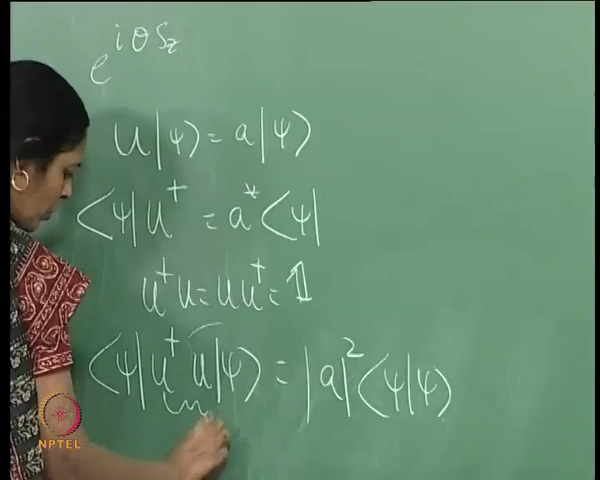 e^{iθS_z}
U|ψ⟩ = a|ψ⟩
⟨ψ|U† = a*⟨ψ|
U†U = UU† = 𝟙
⟨ψ|U†U|ψ⟩ = |a|²⟨ψ|ψ⟩
NPTEL